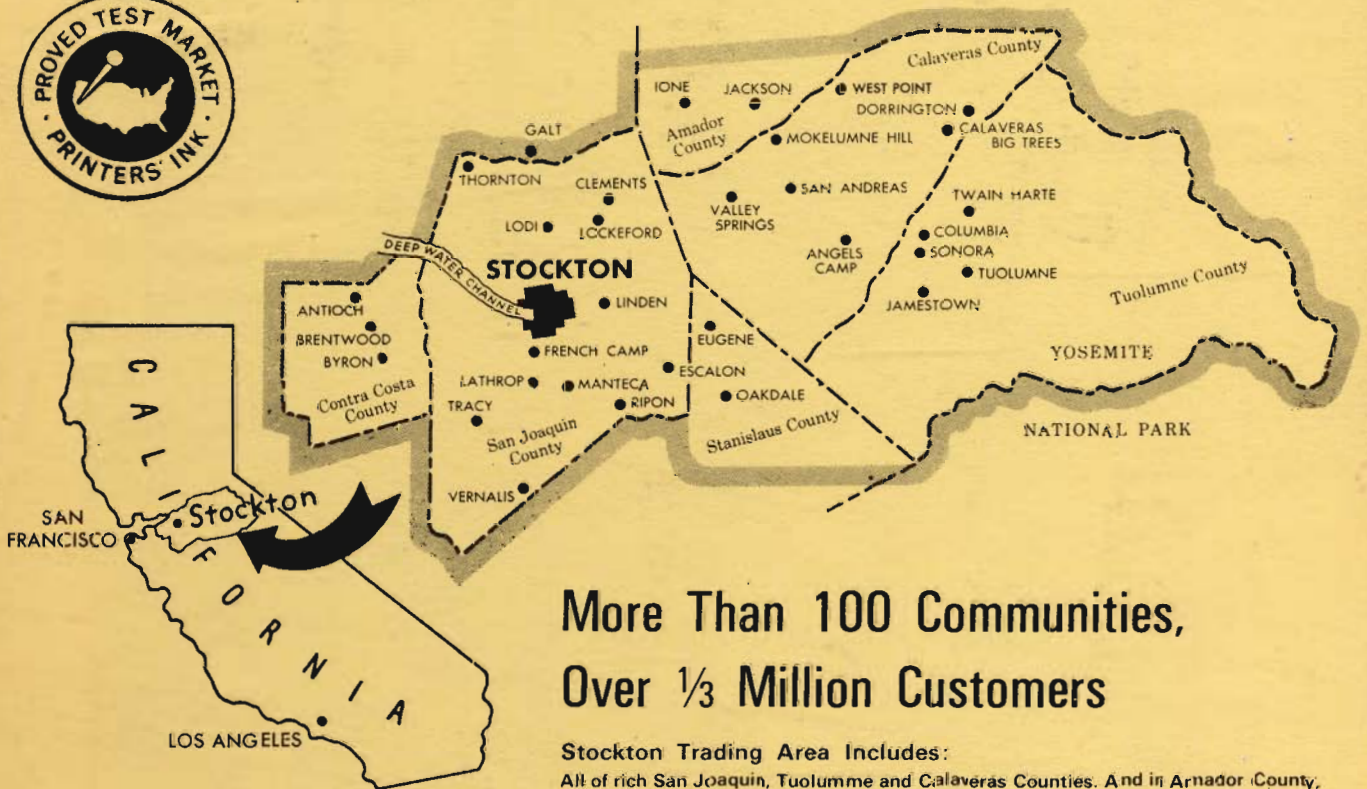 PROVED TEST MARKET
PRINTERS' INK
Calaveras County
IONE
JACKSON
WEST POINT
DORRINGTON
Amador
County
MOKELUMNE HILL
CALAVERAS
BIG TREES
GALT
THORNTON
CLEMENTS
SAN ANDREAS
TWAIN HARTE
VALLEY
SPRINGS
LODI
LOCKEFORD
COLUMBIA
ANGELS
CAMP
SONORA
DEEP WATER CHANNEL
STOCKTON
TUOLUMNE
Tuolumne County
JAMESTOWN
LINDEN
ANTIOCH
BRENTWOOD
BYRON
EUGENE
FRENCH CAMP
YOSEMITE
ESCALON
LATHROP
MANTECA
OAKDALE
Contra Costa
County
TRACY
RIPON
San Joaquin
County
Stanislaus County
NATIONAL PARK
VERNALIS
CALIFORNIA
Stockton
SAN
FRANCISCO
LOS ANGELES
More Than 100 Communities,
Over ⅓ Million Customers
Stockton Trading Area Includes:
All of rich San Joaquin, Tuolumme and Calaveras Counties. And in Amador County,